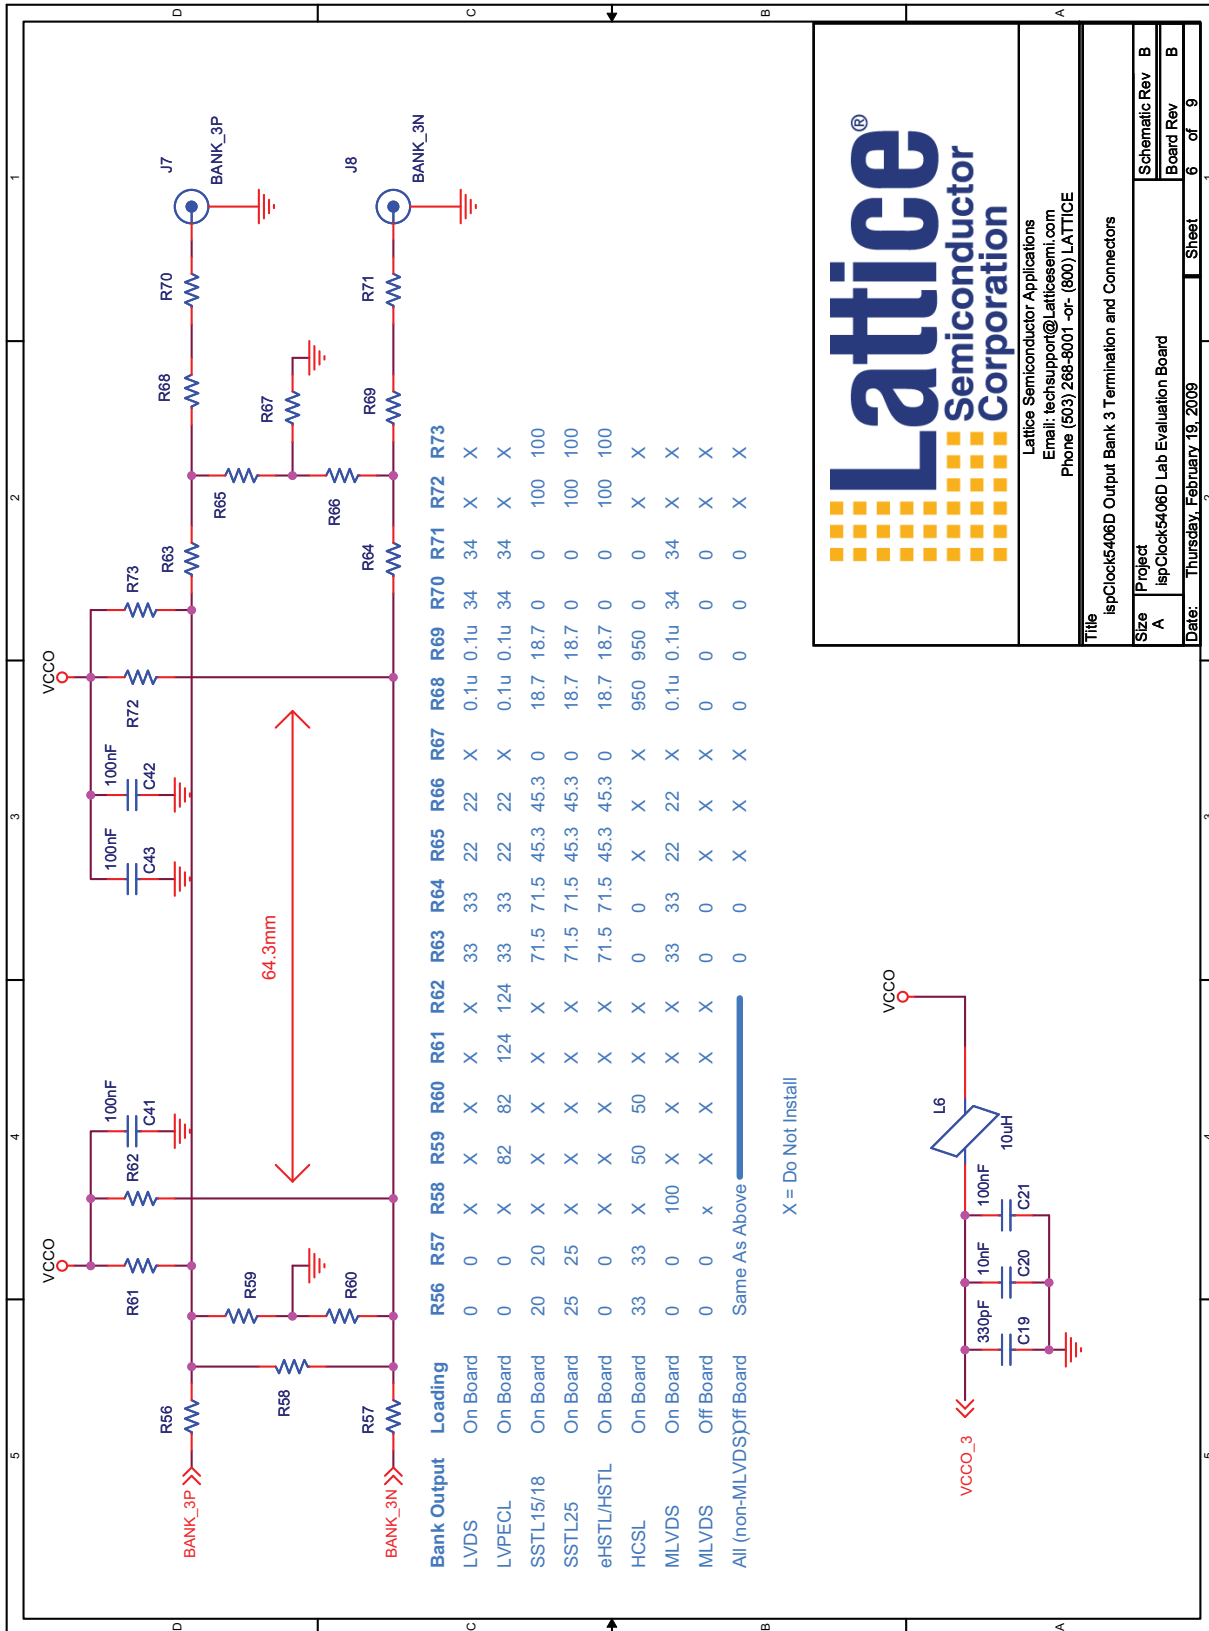 5 4 3 2 1
D
C
B
A
D
C
B
A
VCCO
VCCO
R61
R62
100nF
C41
100nF
C43
100nF
C42
R72
R73
BANK_3P
R56
R63
R68
R70
J7
BANK_3P
R59
R58
R60
64.3mm
R65
R66
R67
BANK_3N
R57
R64
R69
R71
J8
BANK_3N
Bank Output Loading R56 R57 R58 R59 R60 R61 R62 R63 R64 R65 R66 R67 R68 R69 R70 R71 R72 R73
LVDS On Board 0 0 X X X X X 33 33 22 22 X 0.1u 0.1u 34 34 X X
LVPECL On Board 0 0 X 82 82 124 124 33 33 22 22 X 0.1u 0.1u 34 34 X X
SSTL15/18 On Board 20 20 X X X X X 71.5 71.5 45.3 45.3 0 18.7 18.7 0 0 100 100
SSTL25 On Board 25 25 X X X X X 71.5 71.5 45.3 45.3 0 18.7 18.7 0 0 100 100
eHSTL/HSTL On Board 0 0 X X X X X 71.5 71.5 45.3 45.3 0 18.7 18.7 0 0 100 100
HCSL On Board 33 33 X 50 50 X X 0 0 X X X 950 950 0 0 X X
MLVDS On Board 0 0 100 X X X X 33 33 22 22 X 0.1u 0.1u 34 34 X X
MLVDS Off Board 0 0 x X X X X 0 0 X X X 0 0 0 0 X X
All (non-MLVDS) Off Board Same As Above 0 0 X X X 0 0 0 0 X X
X = Do Not Install
VCCO_3
330pF
C19
10nF
C20
100nF
C21
L6
10uH
VCCO
Lattice®
Semiconductor
Corporation
Lattice Semiconductor Applications
Email: techsupport@Latticesemi.com
Phone (503) 268-8001 -or- (800) LATTICE
Title
ispClock5406D Output Bank 3 Termination and Connectors
Size
A
Project
ispClock5406D Lab Evaluation Board
Schematic Rev B
Board Rev B
Date: Thursday, February 19, 2009 Sheet 6 of 9
5 4 3 2 1